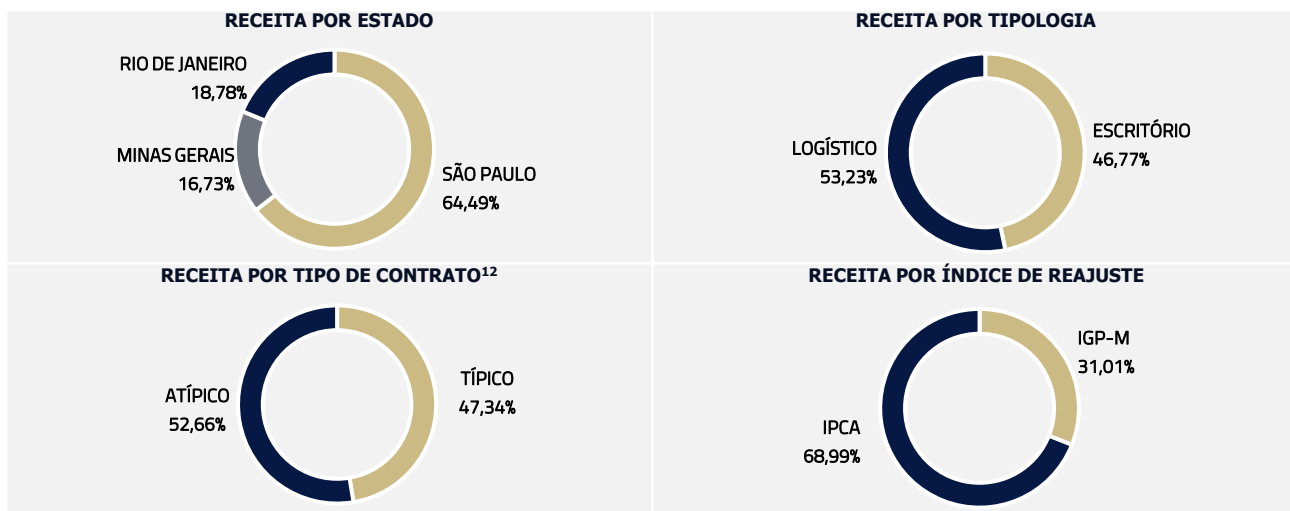 RECEITA POR ESTADO
RIO DE JANEIRO
18,78%
MINAS GERAIS
16,73%
SÃO PAULO
64,49%
RECEITA POR TIPOLOGIA
LOGÍSTICO
53,23%
ESCRITÓRIO
46,77%
RECEITA POR TIPO DE CONTRATO¹²
ATÍPICO
52,66%
TÍPICO
47,34%
RECEITA POR ÍNDICE DE REAJUSTE
IGP-M
31,01%
IPCA
68,99%